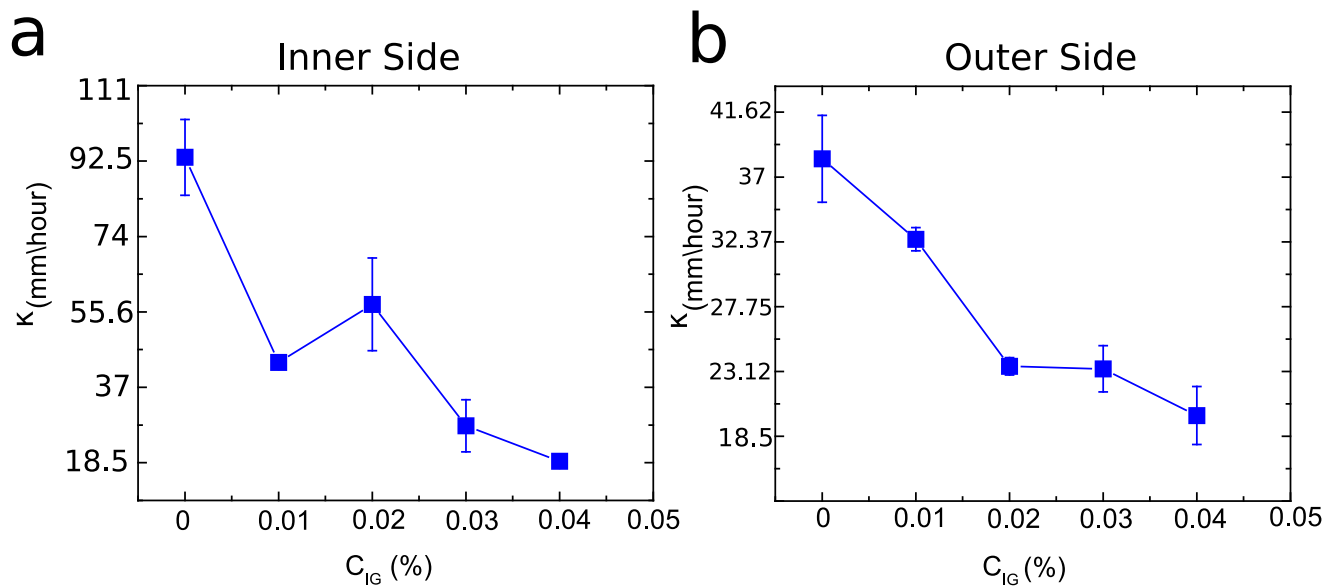 a
Inner Side
111
92.5
74
55.6
37
18.5
κ(mm\hour)
0 0.01 0.02 0.03 0.04 0.05
C_IG (%)
b
Outer Side
41.62
37
32.37
27.75
23.12
18.5
κ(mm\hour)
0 0.01 0.02 0.03 0.04 0.05
C_IG (%)